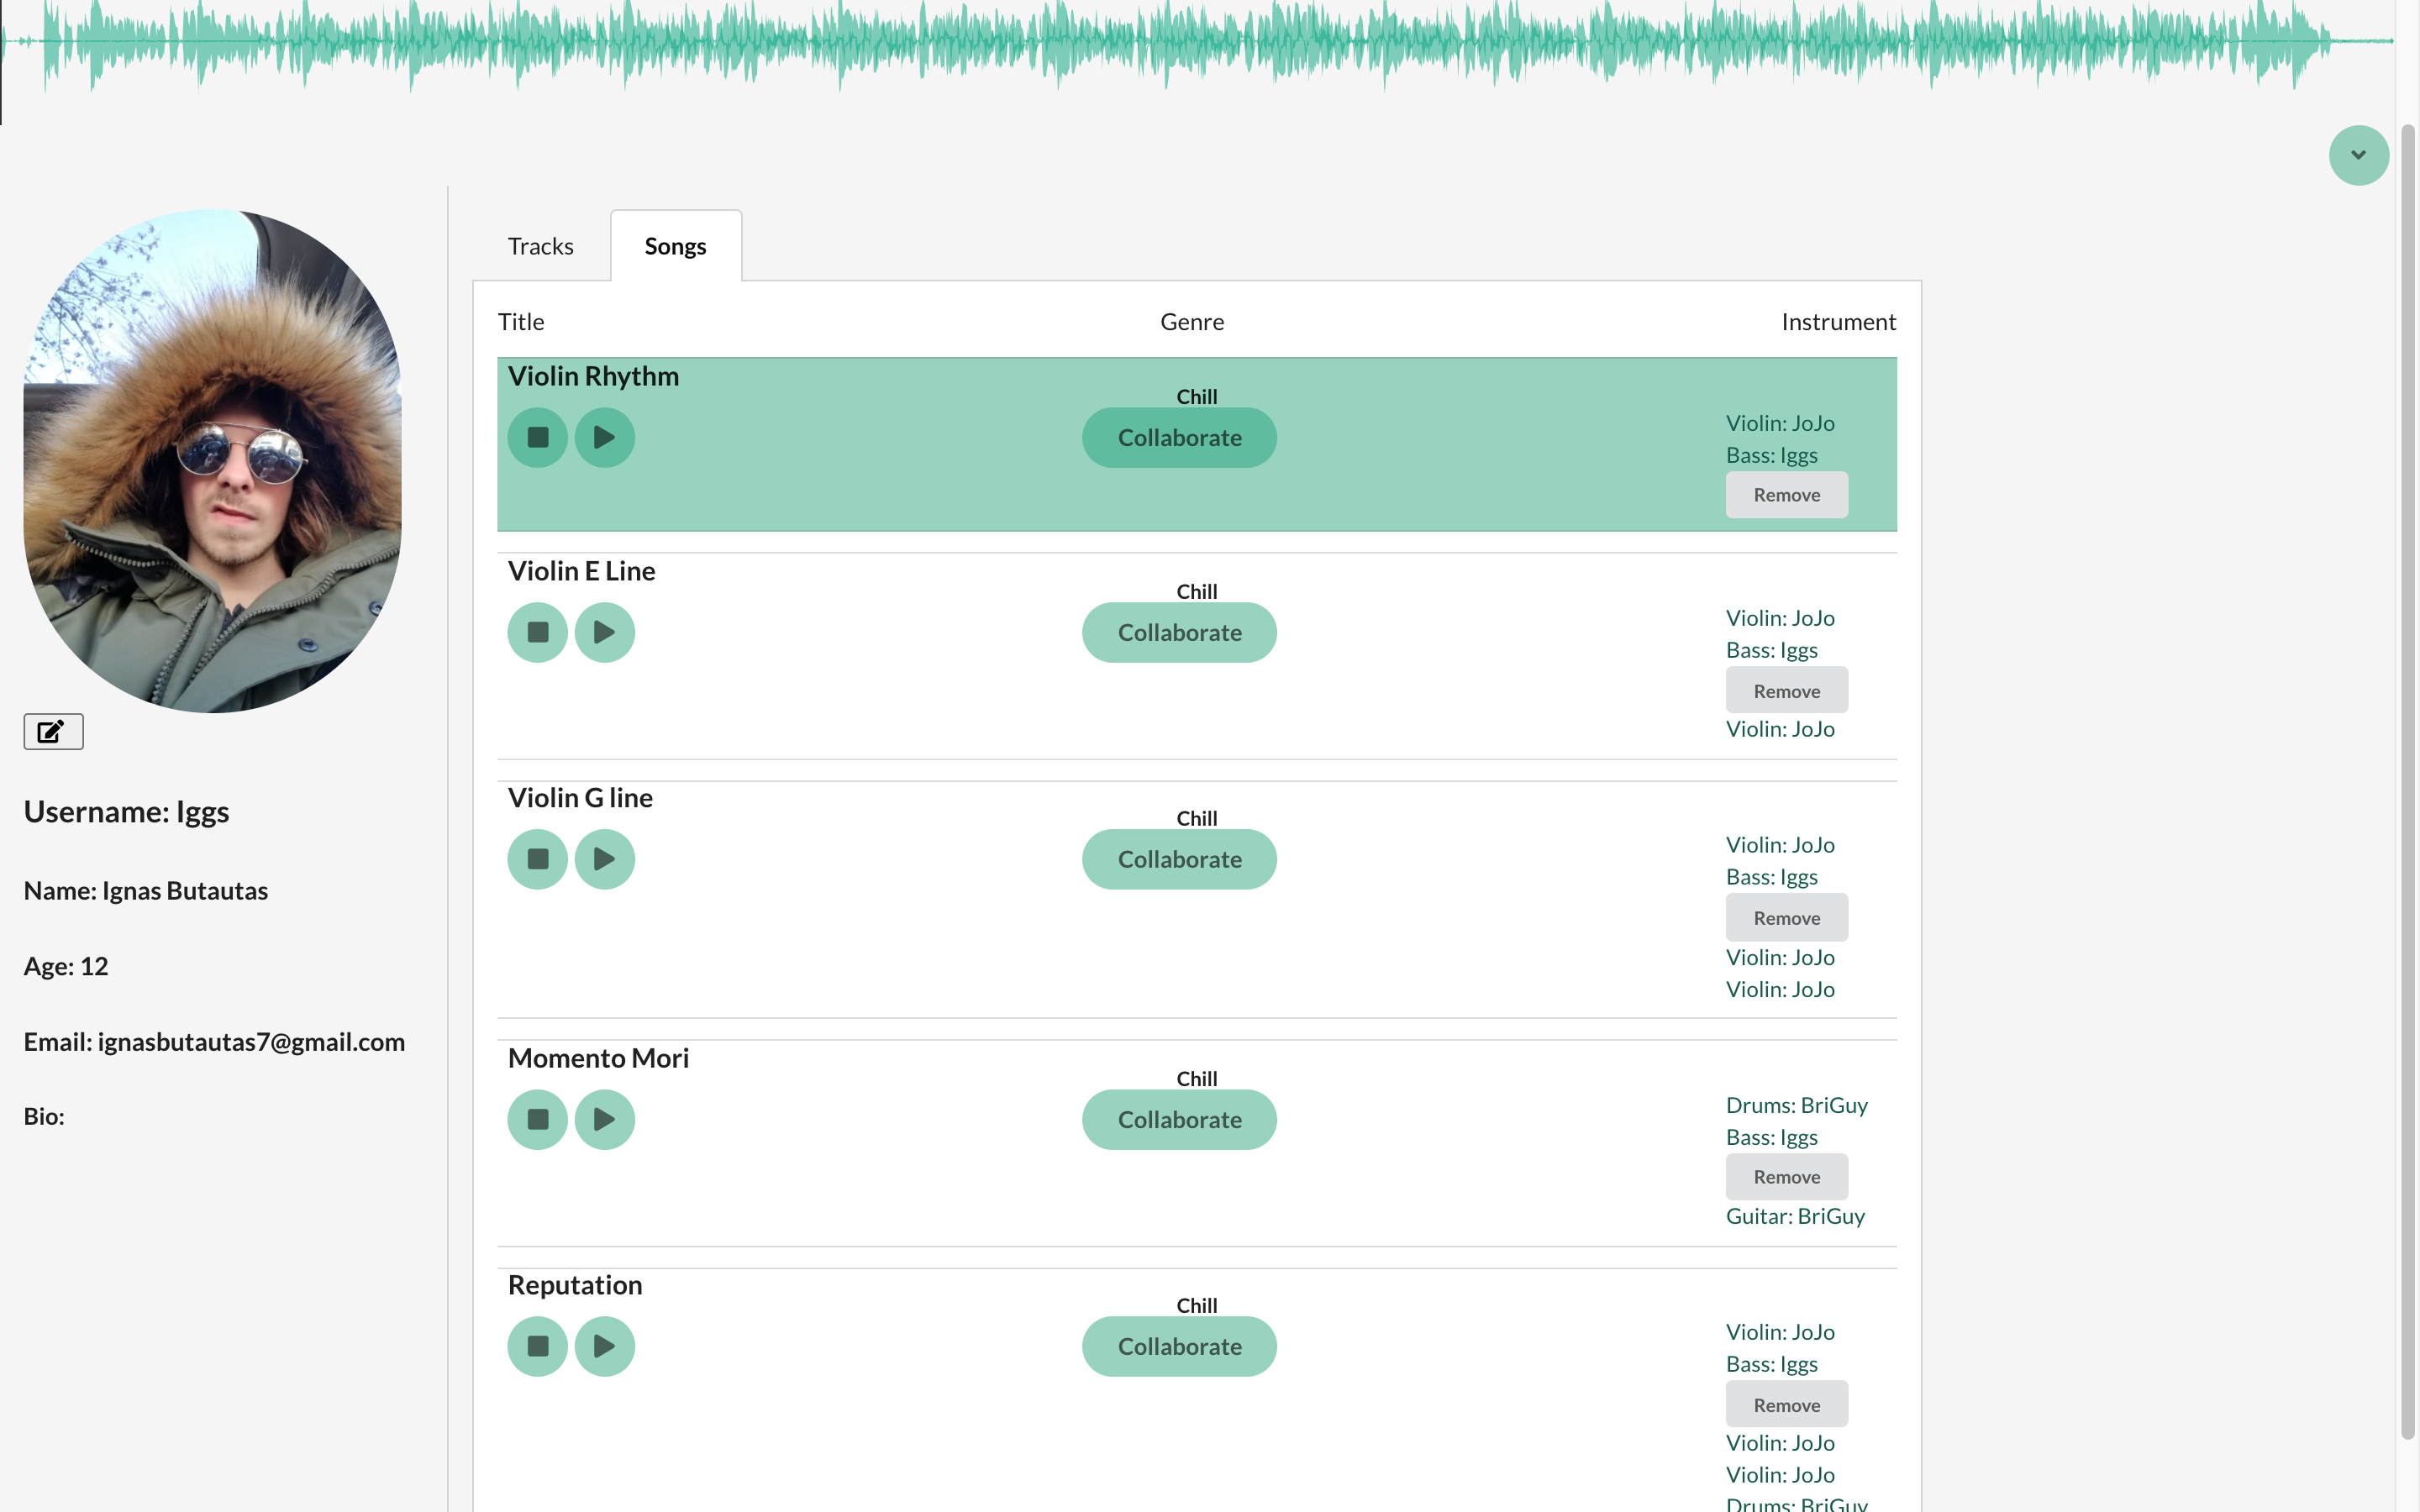 Tracks
Songs
Title
Genre
Instrument
Violin Rhythm
Chill
Collaborate
Violin: JoJo
Bass: Iggs
Remove
Violin E Line
Chill
Collaborate
Violin: JoJo
Bass: Iggs
Remove
Violin: JoJo
Violin G line
Chill
Collaborate
Violin: JoJo
Bass: Iggs
Remove
Violin: JoJo
Violin: JoJo
Momento Mori
Chill
Collaborate
Drums: BriGuy
Bass: Iggs
Remove
Guitar: BriGuy
Reputation
Chill
Collaborate
Violin: JoJo
Bass: Iggs
Remove
Violin: JoJo
Violin: JoJo
Drums: BriGuy
Username: Iggs
Name: Ignas Butautas
Age: 12
Email: ignasbutautas7@gmail.com
Bio: